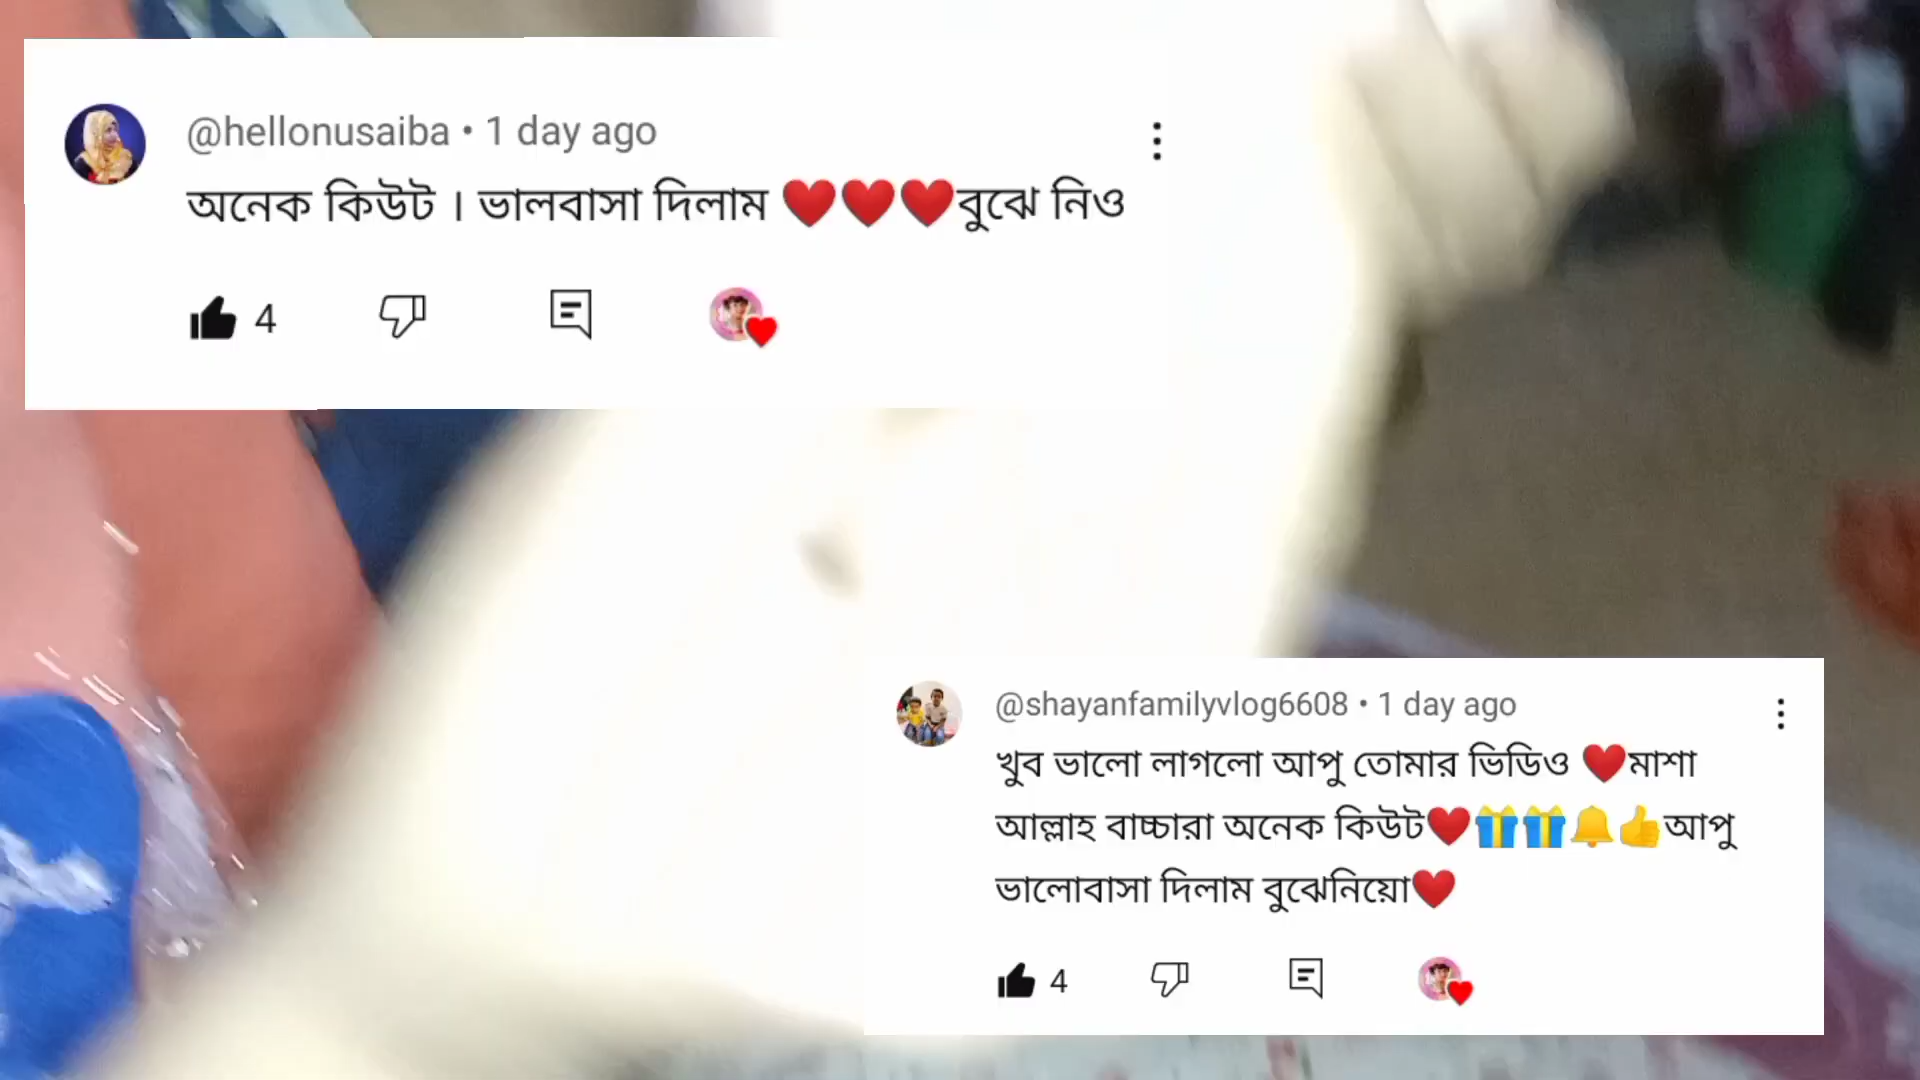 @hellonusaiba • 1 day ago
অনেক কিউট । ভালবাসা দিলাম ❤️❤️❤️বুঝে নিও
4
@shayanfamilyvlog6608 • 1 day ago
খুব ভালো লাগলো আপু তোমার ভিডিও ❤️মাশা
আল্লাহ বাচ্চারা অনেক কিউট❤️🎁🎁🔔👍আপু
ভালোবাসা দিলাম বুঝেনিয়ো❤️
4